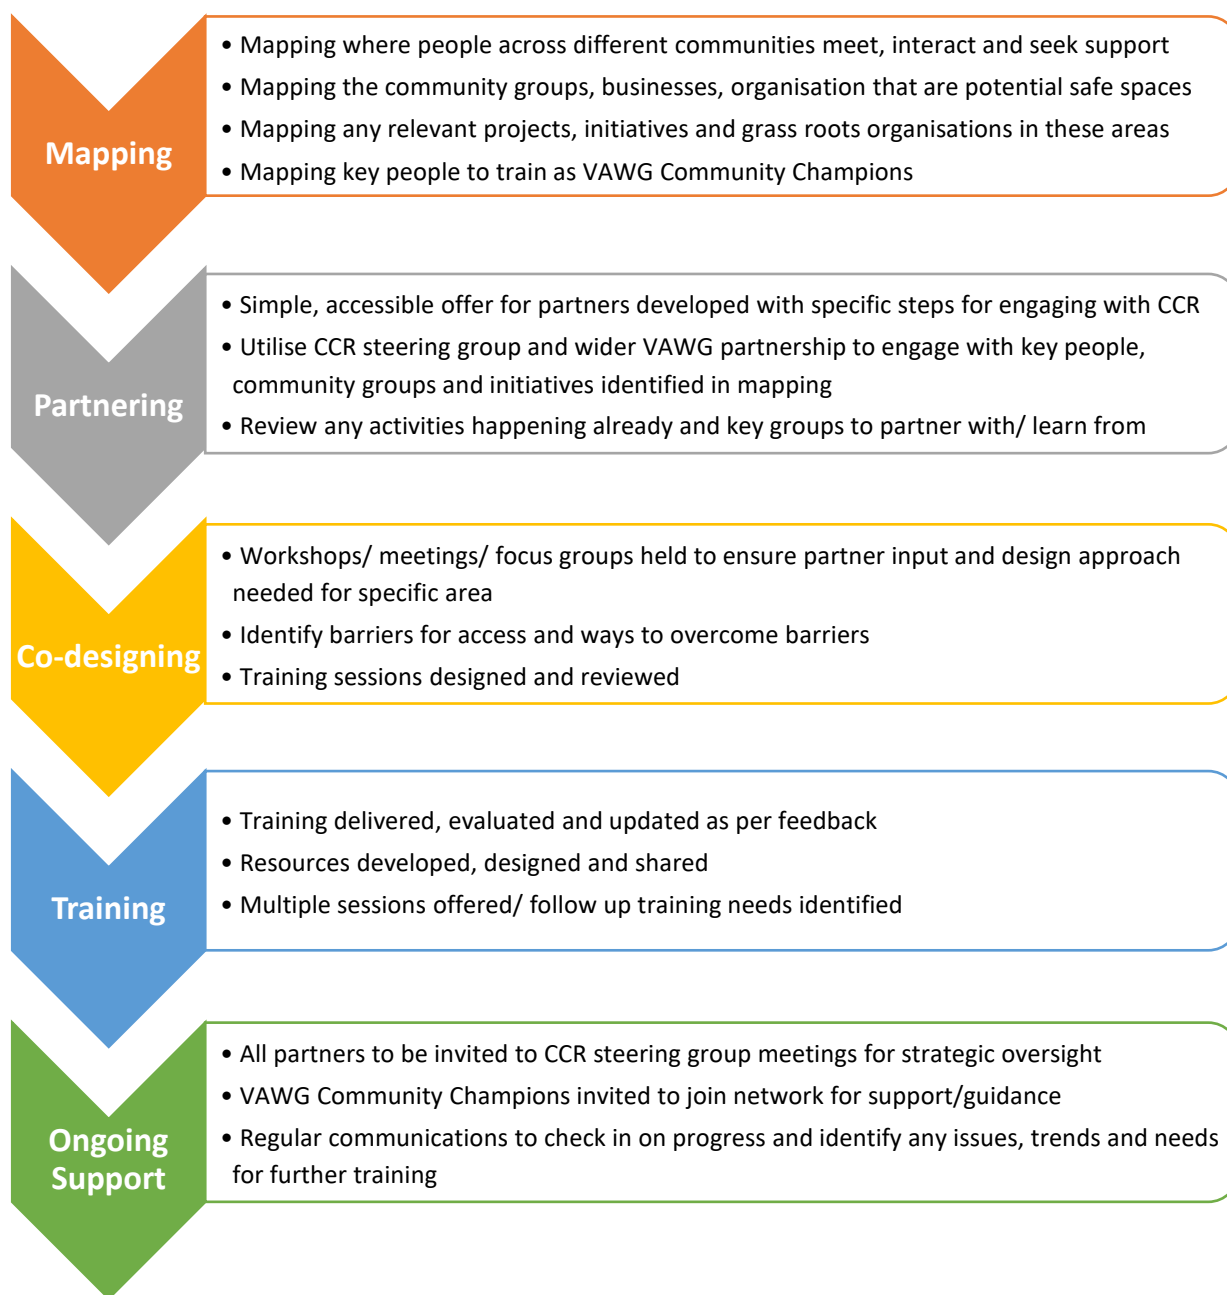 Mapping
• Mapping where people across different communities meet, interact and seek support
• Mapping the community groups, businesses, organisation that are potential safe spaces
• Mapping any relevant projects, initiatives and grass roots organisations in these areas
• Mapping key people to train as VAWG Community Champions
Partnering
• Simple, accessible offer for partners developed with specific steps for engaging with CCR
• Utilise CCR steering group and wider VAWG partnership to engage with key people,
community groups and initiatives identified in mapping
• Review any activities happening already and key groups to partner with/ learn from
Co-designing
• Workshops/ meetings/ focus groups held to ensure partner input and design approach
needed for specific area
• Identify barriers for access and ways to overcome barriers
• Training sessions designed and reviewed
Training
• Training delivered, evaluated and updated as per feedback
• Resources developed, designed and shared
• Multiple sessions offered/ follow up training needs identified
Ongoing
Support
• All partners to be invited to CCR steering group meetings for strategic oversight
• VAWG Community Champions invited to join network for support/guidance
• Regular communications to check in on progress and identify any issues, trends and needs
for further training